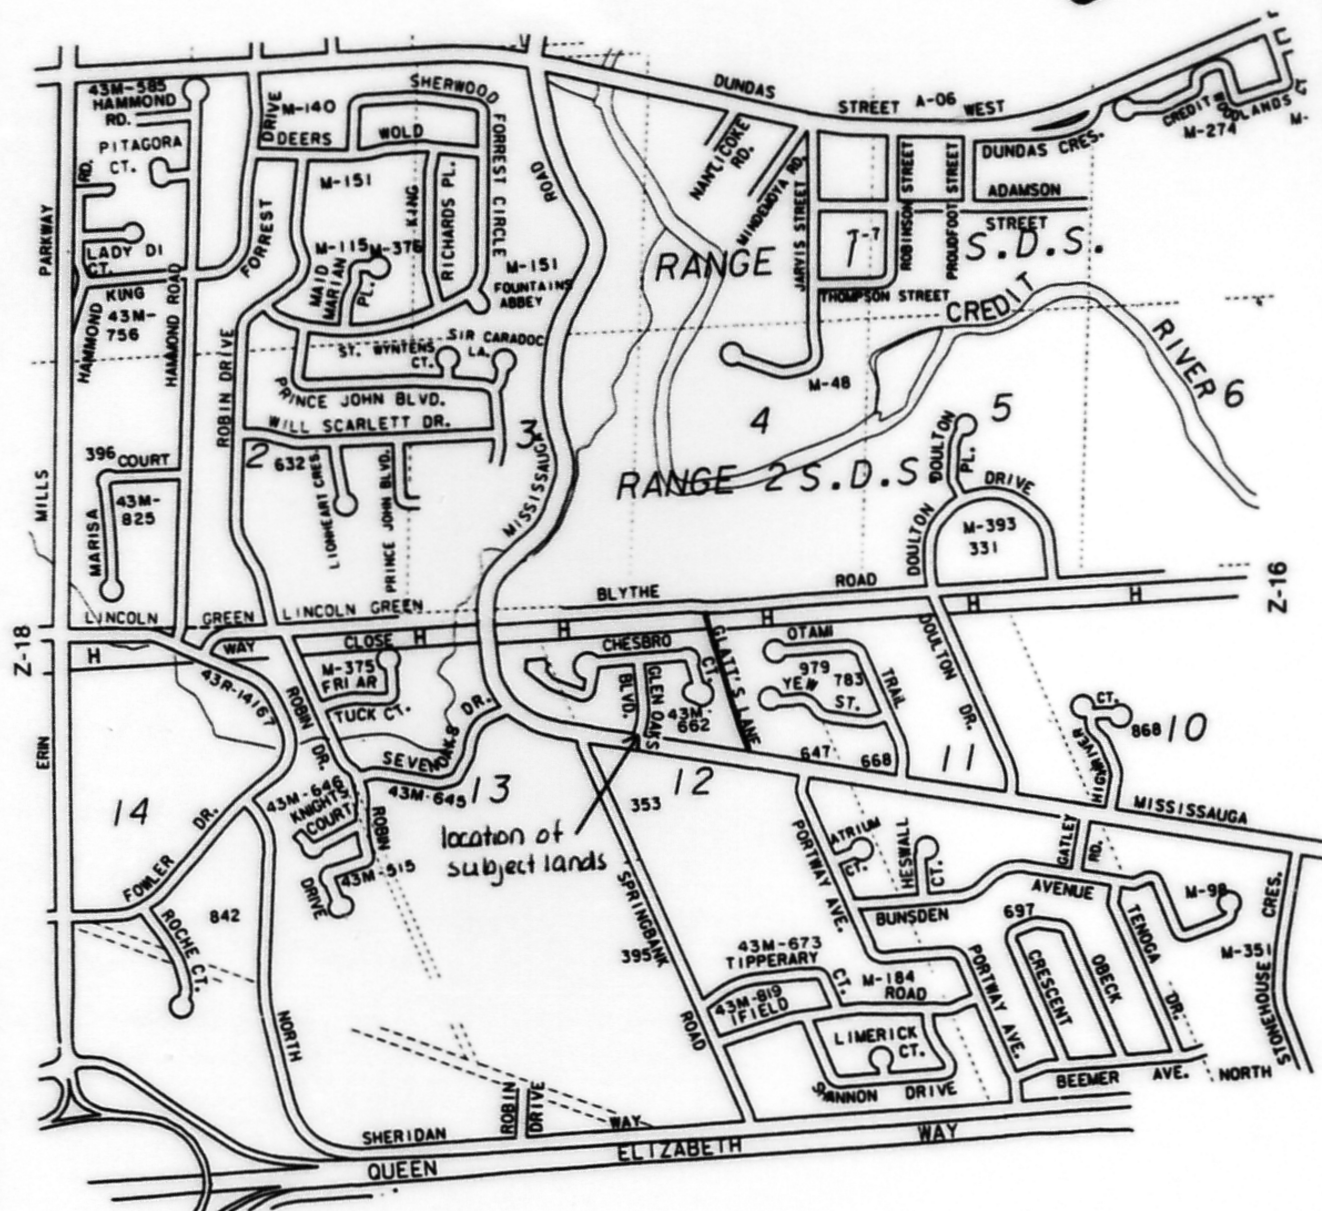 DUNDAS
STREET A-06 WEST
CREDIT WOODLANDS CT
M-274
M-
43M-585
HAMMOND
RD.
PITAGORA
CT.
RD.
LADY DI
CT.
KING
43M-
756
HAMMOND
HAMMOND ROAD
PARKWAY
MILLS
ERIN
DRIVE
FORREST
M-140
DEERS
WOLD
SHERWOOD
FORREST CIRCLE
M-151
KING
RICHARDS PL.
M-115
M-376
MAID
MARIAN
PL.
M-151
FOUNTAINS
ABBEY
SIR CARADOC
LA.
ST. WYNTENS
CT.
PRINCE JOHN BLVD.
WILL SCARLETT DR.
ROBIN DRIVE
2
632
LIONHEART CRES.
PRINCE JOHN BLVD.
3
MISSISSAUGA
ROAD
396 COURT
43M-
825
MARISA
NANTICOKE
RD.
MINDEMOYA RD.
JARVIS STREET
ROBINSON STREET
PROUDFOOT STREET
DUNDAS CRES.
ADAMSON
STREET
RANGE 1 S.D.S.
-7
THOMPSON STREET
CREDIT
RIVER
6
M-48
4
5
RANGE 2 S.D.S.
DOULTON
PL.
DOULTON
DRIVE
M-393
331
BLYTHE
ROAD
Z-16
Z-18
LINCOLN
GREEN
LINCOLN GREEN
WAY
CLOSE
H
H
H
H
H
43R-14167
M-375
FRIAR
TUCK CT.
ROBIN
DR.
SEVENOAKS
DR.
43M-645
13
CHESBRO
CT.
GLEN OAKS
BLVD.
43M-
662
GLATT'S LANE
OTAMI
TRAIL
979
783
YEW
ST.
647
668
DOULTON
DR.
11
CT.
868
10
HIGH RIVER
MISSISSAUGA
12
353
location of
subject lands
14
FOWLER
DR.
43M-646
KNIGHTS
COURT
ROBIN
43M-515
DRIVE
ROCHE CT.
842
NORTH
SPRINGBANK
395
ROAD
PORTWAY AVE.
ATRIUM
CT.
HESWALL
CT.
BUNSDEN
AVENUE
GATLEY
RD.
M-98
TENOGA
DR.
M-351
STONEHOUSE
CRES.
697
CRESCENT
OBECK
43M-673
TIPPERARY
CT.
M-184
ROAD
43M-819
IFIELD
LIMERICK
CT.
SHANNON DRIVE
PORTWAY AVE.
BEEMER
AVE.
NORTH
ROBIN
DRIVE
SHERIDAN
WAY
QUEEN
ELIZABETH
WAY